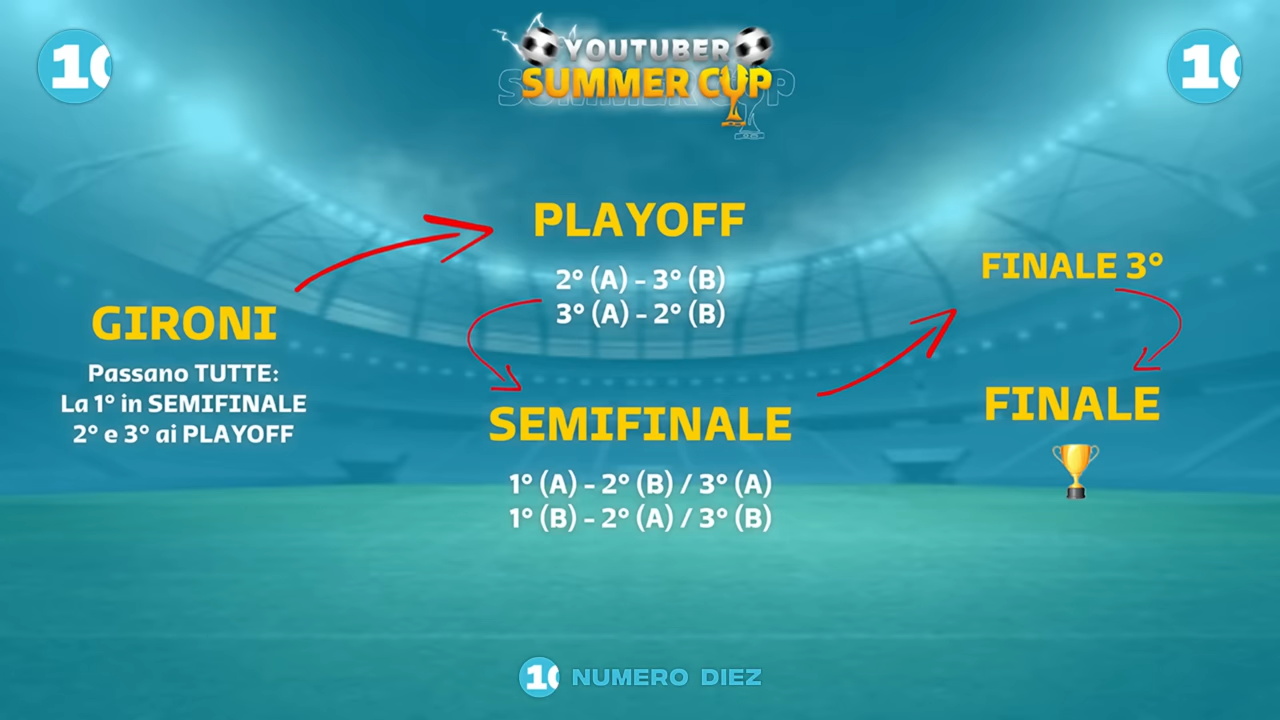 10
YOUTUBER
SUMMER CUP
10
GIRONI
Passano TUTTE:
La 1° in SEMIFINALE
2° e 3° ai PLAYOFF
PLAYOFF
2° (A) - 3° (B)
3° (A) - 2° (B)
SEMIFINALE
1° (A) - 2° (B) / 3° (A)
1° (B) - 2° (A) / 3° (B)
FINALE 3°
FINALE
10 NUMERO DIEZ